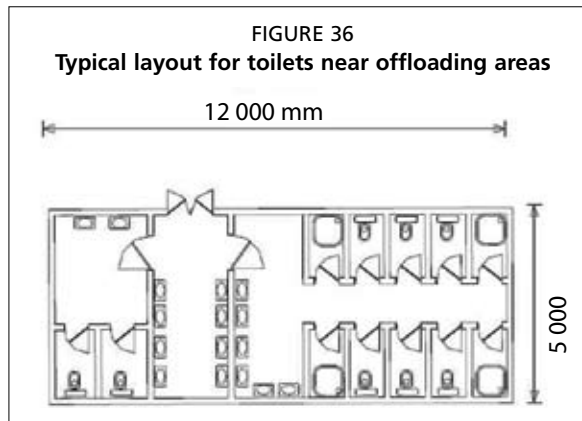 FIGURE 36
Typical layout for toilets near offloading areas
12 000 mm
5 000